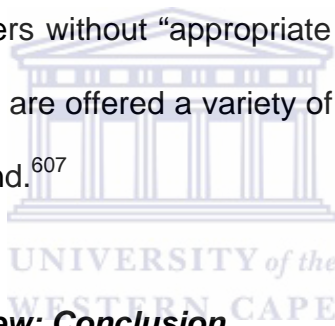 ers without “appropriate
are offered a variety of
nd.607
UNIVERSITY of the
WESTERN CAPE
ew: Conclusion